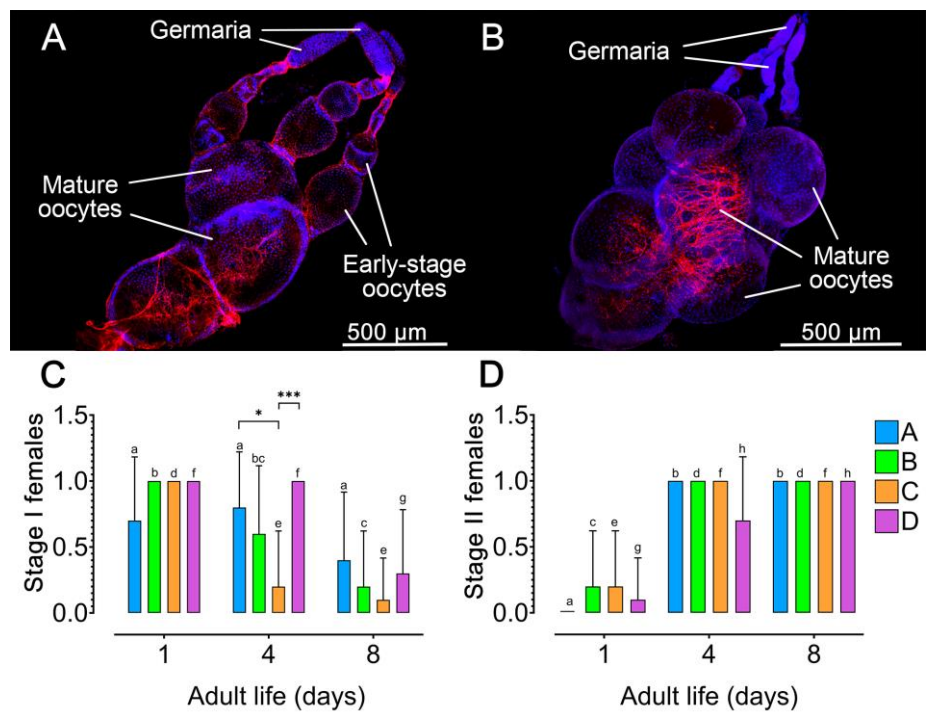 A
Germaria
Mature
oocytes
Early-stage
oocytes
500 µm
B
Germaria
Mature
oocytes
500 µm
C
Stage I females
1.5
1.0
0.5
0.0
a b d f
a bc e f
* ***
a c e g
1 4 8
Adult life (days)
D
Stage II females
1.5
1.0
0.5
0.0
a c e g
b d f h
b d f h
1 4 8
Adult life (days)
A
B
C
D